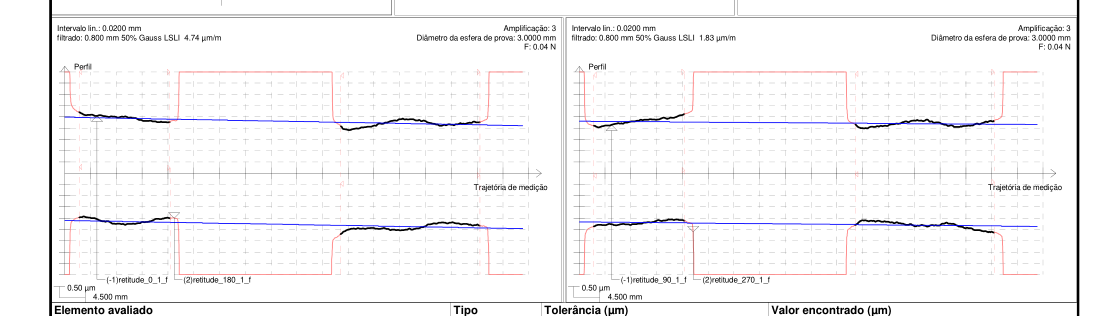 Intervalo lin.: 0.0200 mm
Amplificação: 3
filtrado: 0.800 mm 50% Gauss LSLI 4.74 µm/m
Diâmetro da esfera de prova: 3.0000 mm
F: 0.04 N
Perfil
Trajetória de medição
(-1)retitude_0_1_f
(2)retitude_180_1_f
0.50 µm
4.500 mm
Intervalo lin.: 0.0200 mm
Amplificação: 3
filtrado: 0.800 mm 50% Gauss LSLI 1.83 µm/m
Diâmetro da esfera de prova: 3.0000 mm
F: 0.04 N
Perfil
Trajetória de medição
(-1)retitude_90_1_f
(2)retitude_270_1_f
0.50 µm
4.500 mm
Elemento avaliado
Tipo
Tolerância (µm)
Valor encontrado (µm)